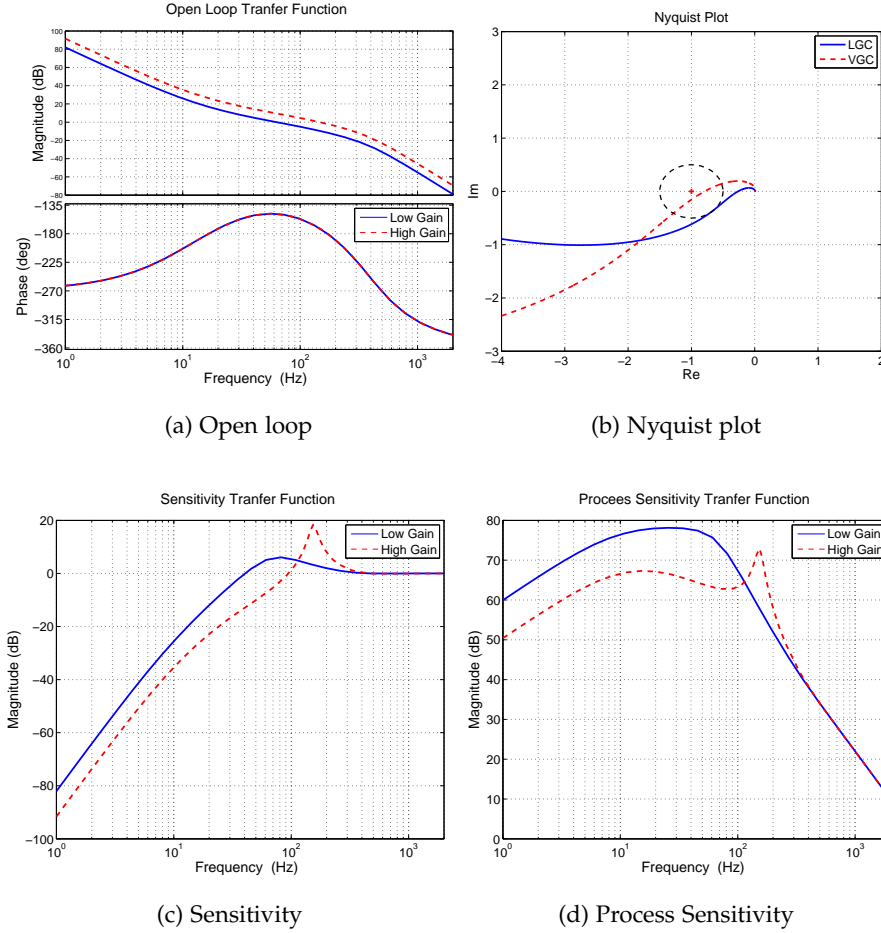 Open Loop Tranfer Function
100
80
60
40
20
0
-20
-40
-60
-80
Magnitude (dB)
-135
-180
-225
-270
-315
-360
Phase (deg)
Low Gain
High Gain
10^0
10^1
10^2
10^3
Frequency (Hz)
(a) Open loop
Nyquist Plot
3
2
1
0
-1
-2
-3
Im
LGC
VGC
-4
-3
-2
-1
0
1
2
Re
(b) Nyquist plot
Sensitivity Tranfer Function
20
0
-20
-40
-60
-80
-100
Magnitude (dB)
Low Gain
High Gain
10^0
10^1
10^2
10^3
Frequency (Hz)
(c) Sensitivity
Procees Sensitivity Tranfer Function
80
70
60
50
40
30
20
10
0
Magnitude (dB)
Low Gain
High Gain
10^0
10^1
10^2
10^3
Frequency (Hz)
(d) Process Sensitivity